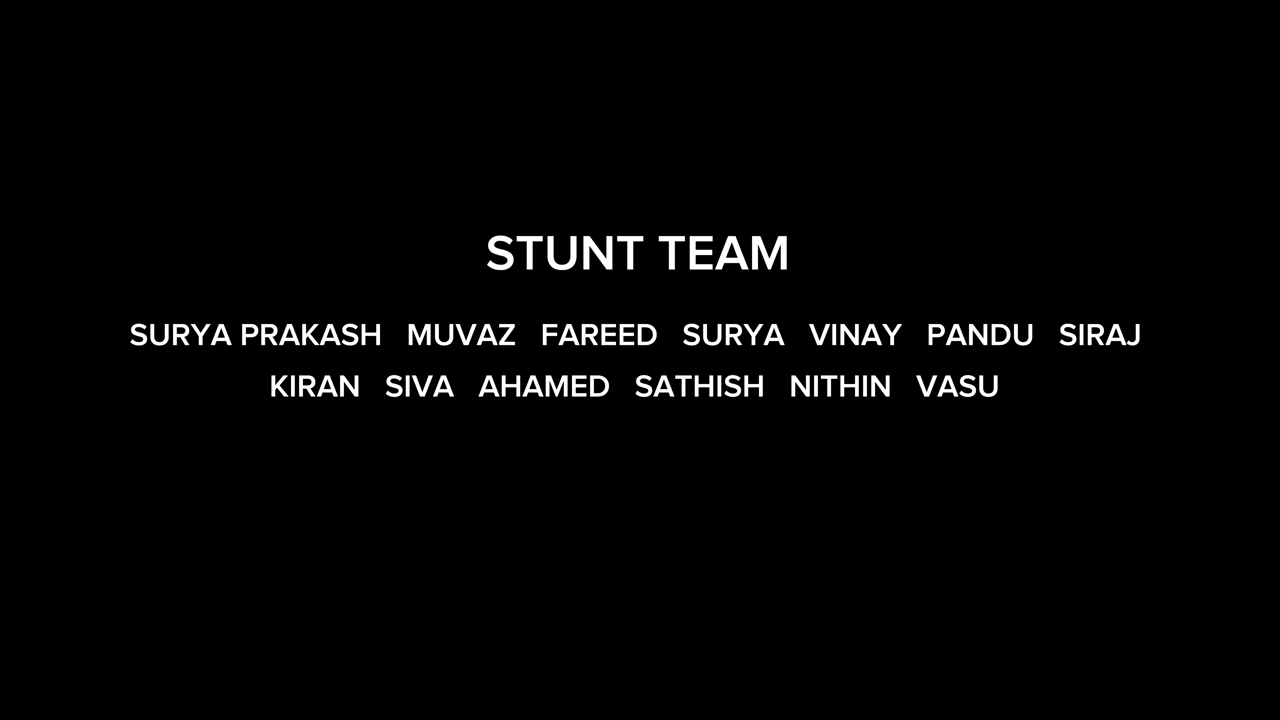 STUNT TEAM
SURYA PRAKASH MUVAZ FAREED SURYA VINAY PANDU SIRAJ
KIRAN SIVA AHAMED SATHISH NITHIN VASU